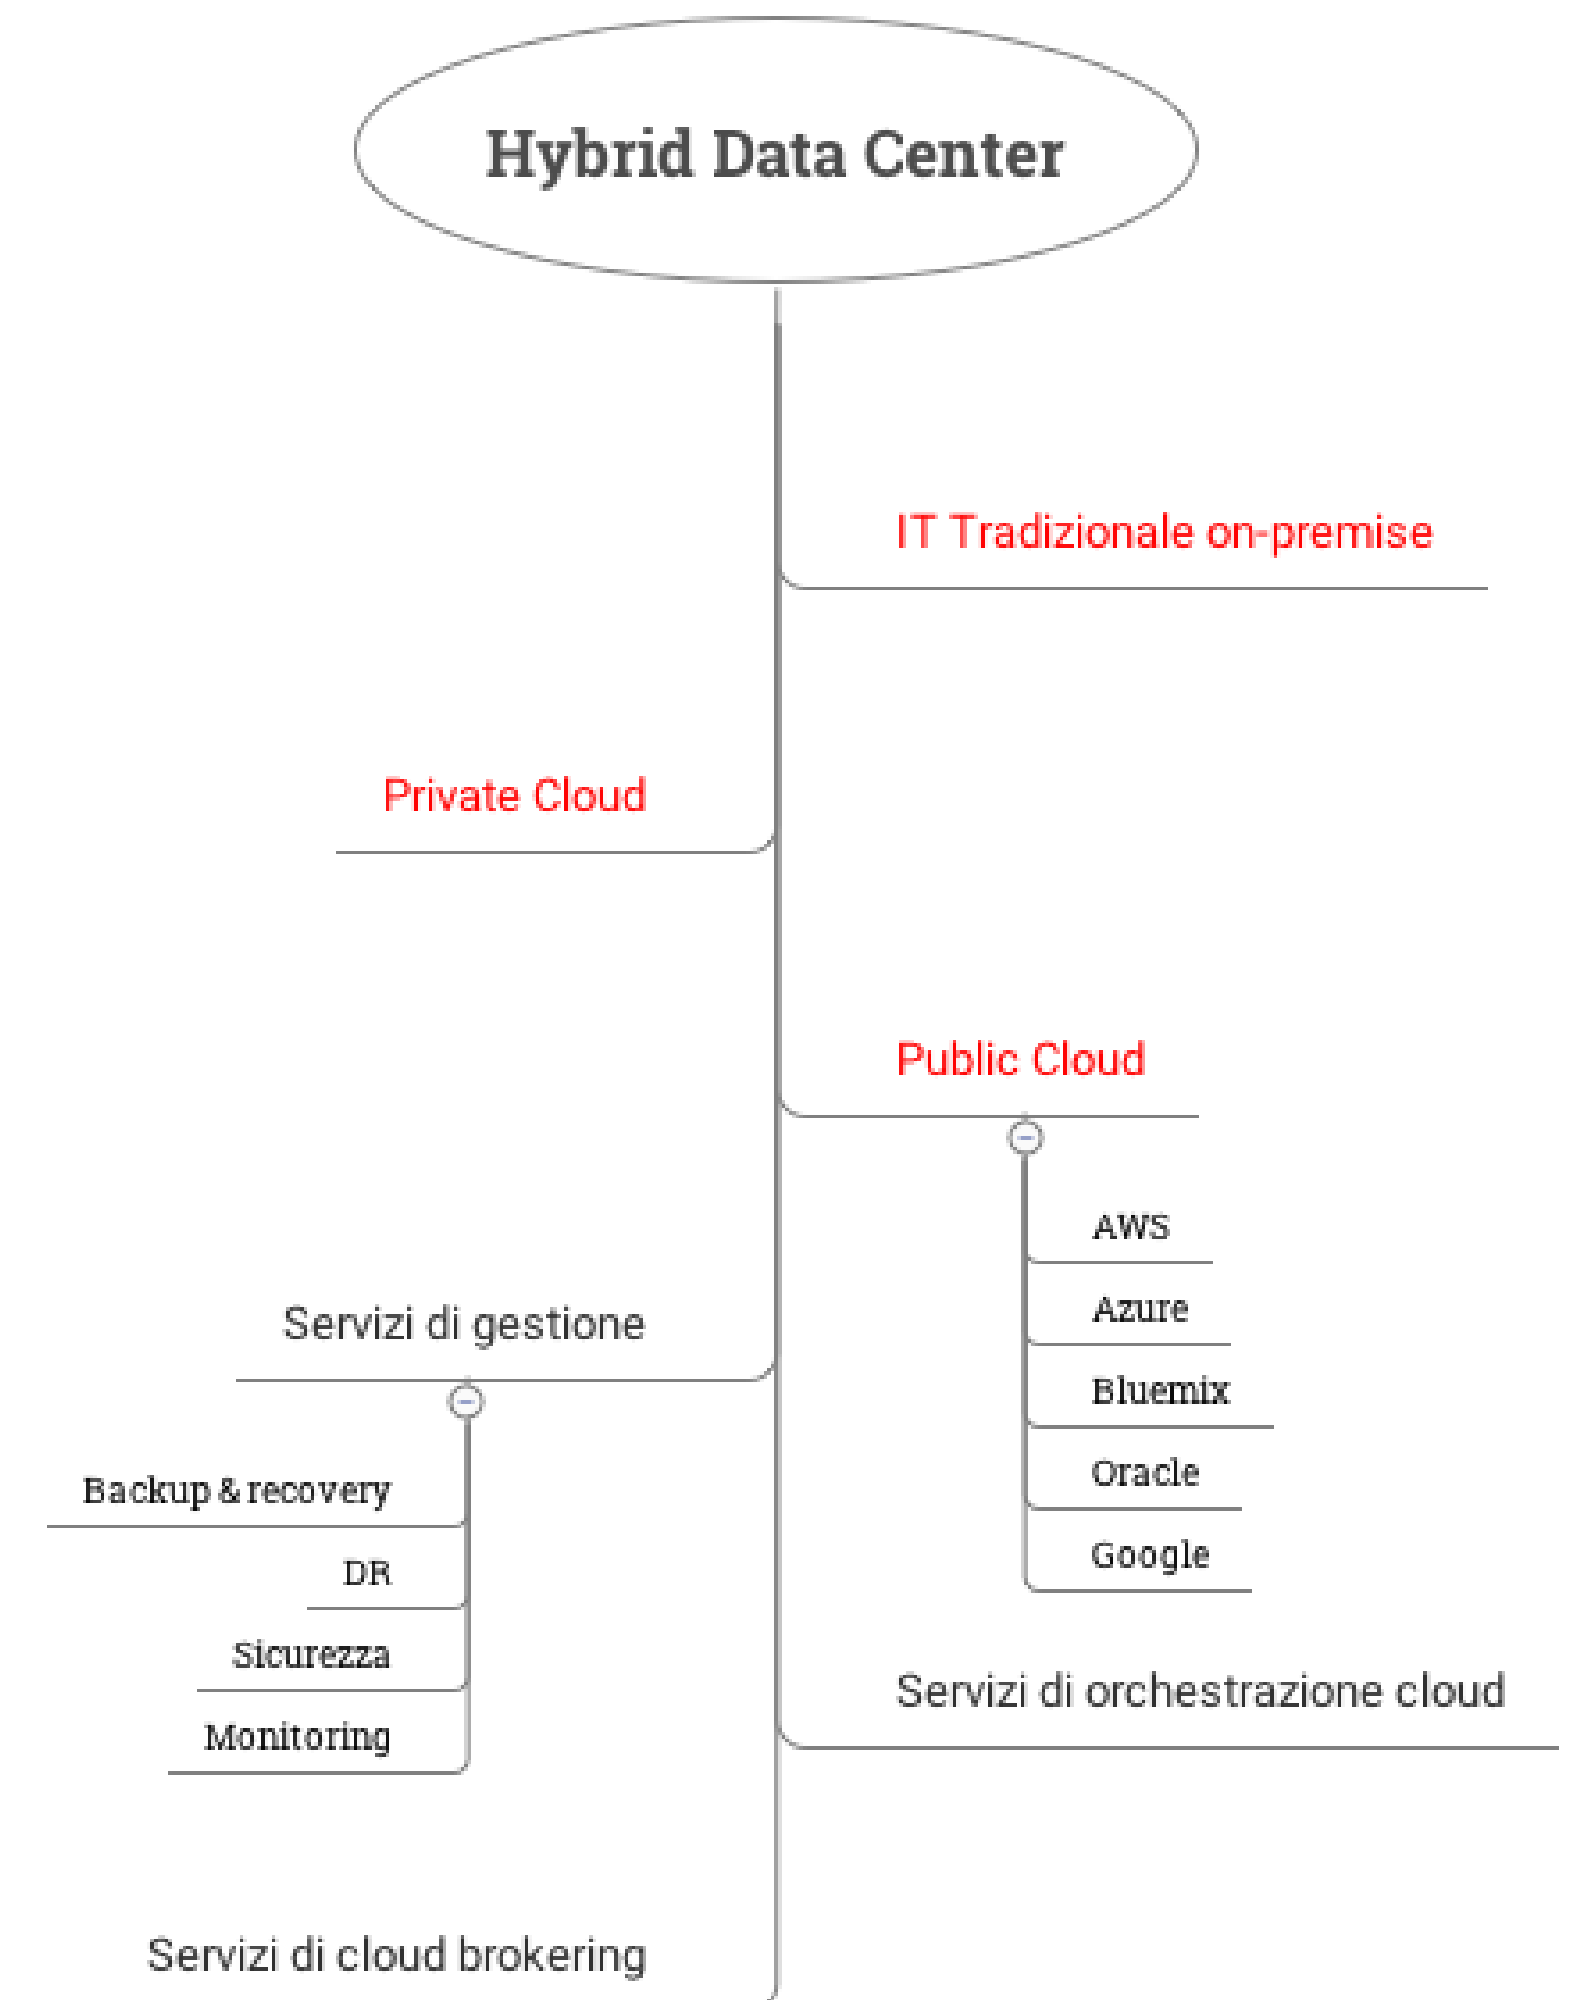 Hybrid Data Center
IT Tradizionale on-premise
Private Cloud
Public Cloud
AWS
Azure
Bluemix
Oracle
Google
Servizi di gestione
Backup & recovery
DR
Sicurezza
Monitoring
Servizi di orchestrazione cloud
Servizi di cloud brokering